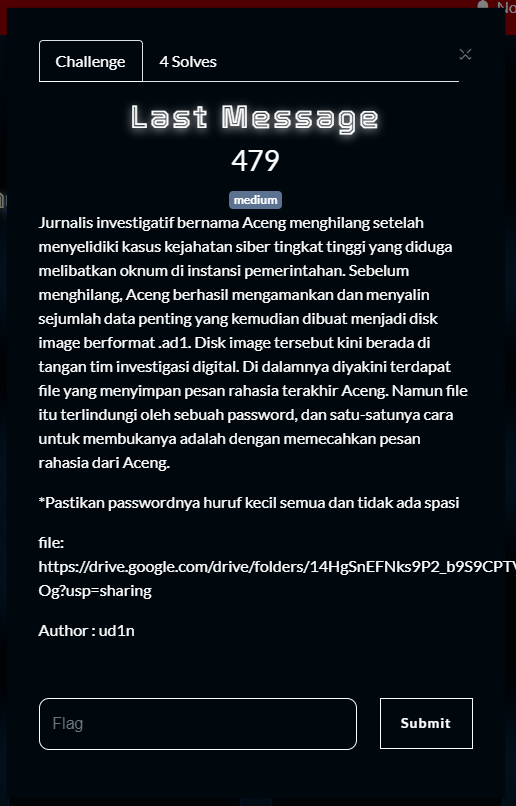 No
Challenge
4 Solves
Last Message
479
medium
Jurnalis investigatif bernama Aceng menghilang setelah
menyelidiki kasus kejahatan siber tingkat tinggi yang diduga
melibatkan oknum di instansi pemerintahan. Sebelum
menghilang, Aceng berhasil mengamankan dan menyalin
sejumlah data penting yang kemudian dibuat menjadi disk
image berformat .ad1. Disk image tersebut kini berada di
tangan tim investigasi digital. Di dalamnya diyakini terdapat
file yang menyimpan pesan rahasia terakhir Aceng. Namun file
itu terlindungi oleh sebuah password, dan satu-satunya cara
untuk membukanya adalah dengan memecahkan pesan
rahasia dari Aceng.
*Pastikan passwordnya huruf kecil semua dan tidak ada spasi
file:
https://drive.google.com/drive/folders/14HgSnEFNks9P2_b9S9CPTV
Og?usp=sharing
Author : ud1n
Flag
Submit